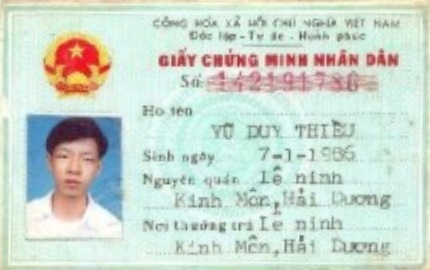 CỘNG HÒA XÃ HỘI CHỦ NGHĨA VIỆT NAM
Độc lập - Tự do - Hạnh phúc
GIẤY CHỨNG MINH NHÂN DÂN
Số 142191786
Họ tên
VŨ DUY THIỀU
Sinh ngày 7-1-1986
Nguyên quán Lê ninh
Kinh Môn, Hải Dương
Nơi thường trú Lê ninh
Kinh Môn, Hải Dương